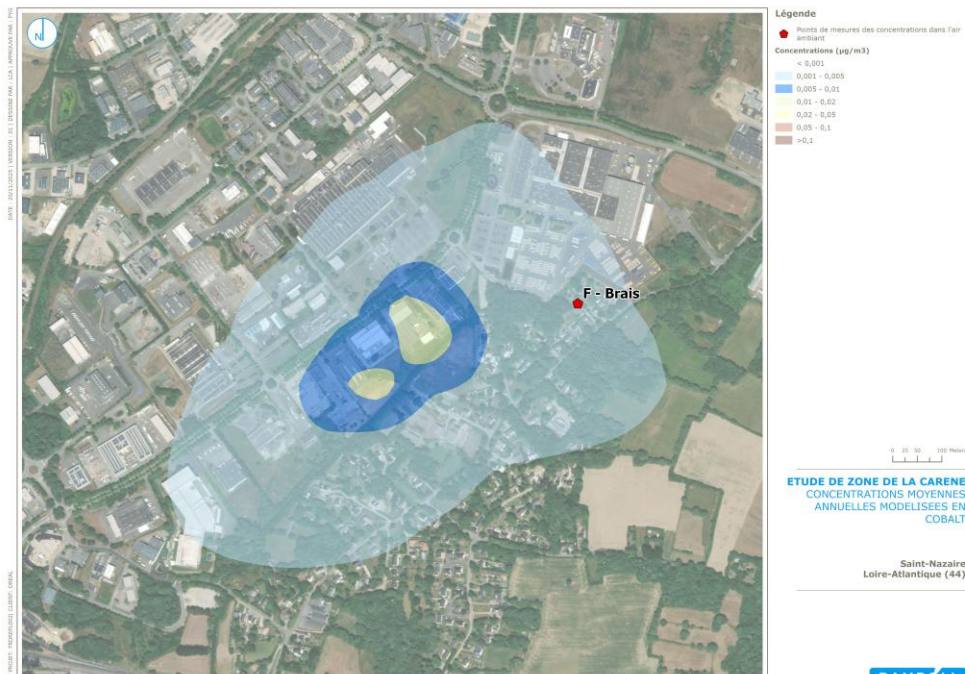 N
Légende
Points de mesures des concentrations dans l'air
ambiant
Concentrations (µg/m3)
< 0,001
0,001 - 0,005
0,005 - 0,01
0,01 - 0,02
0,02 - 0,05
0,05 - 0,1
>0,1
F - Brais
0 25 50 100 Meter
ETUDE DE ZONE DE LA CARENE
CONCENTRATIONS MOYENNES
ANNUELLES MODELISEES EN
COBALT
Saint-Nazaire
Loire-Atlantique (44)